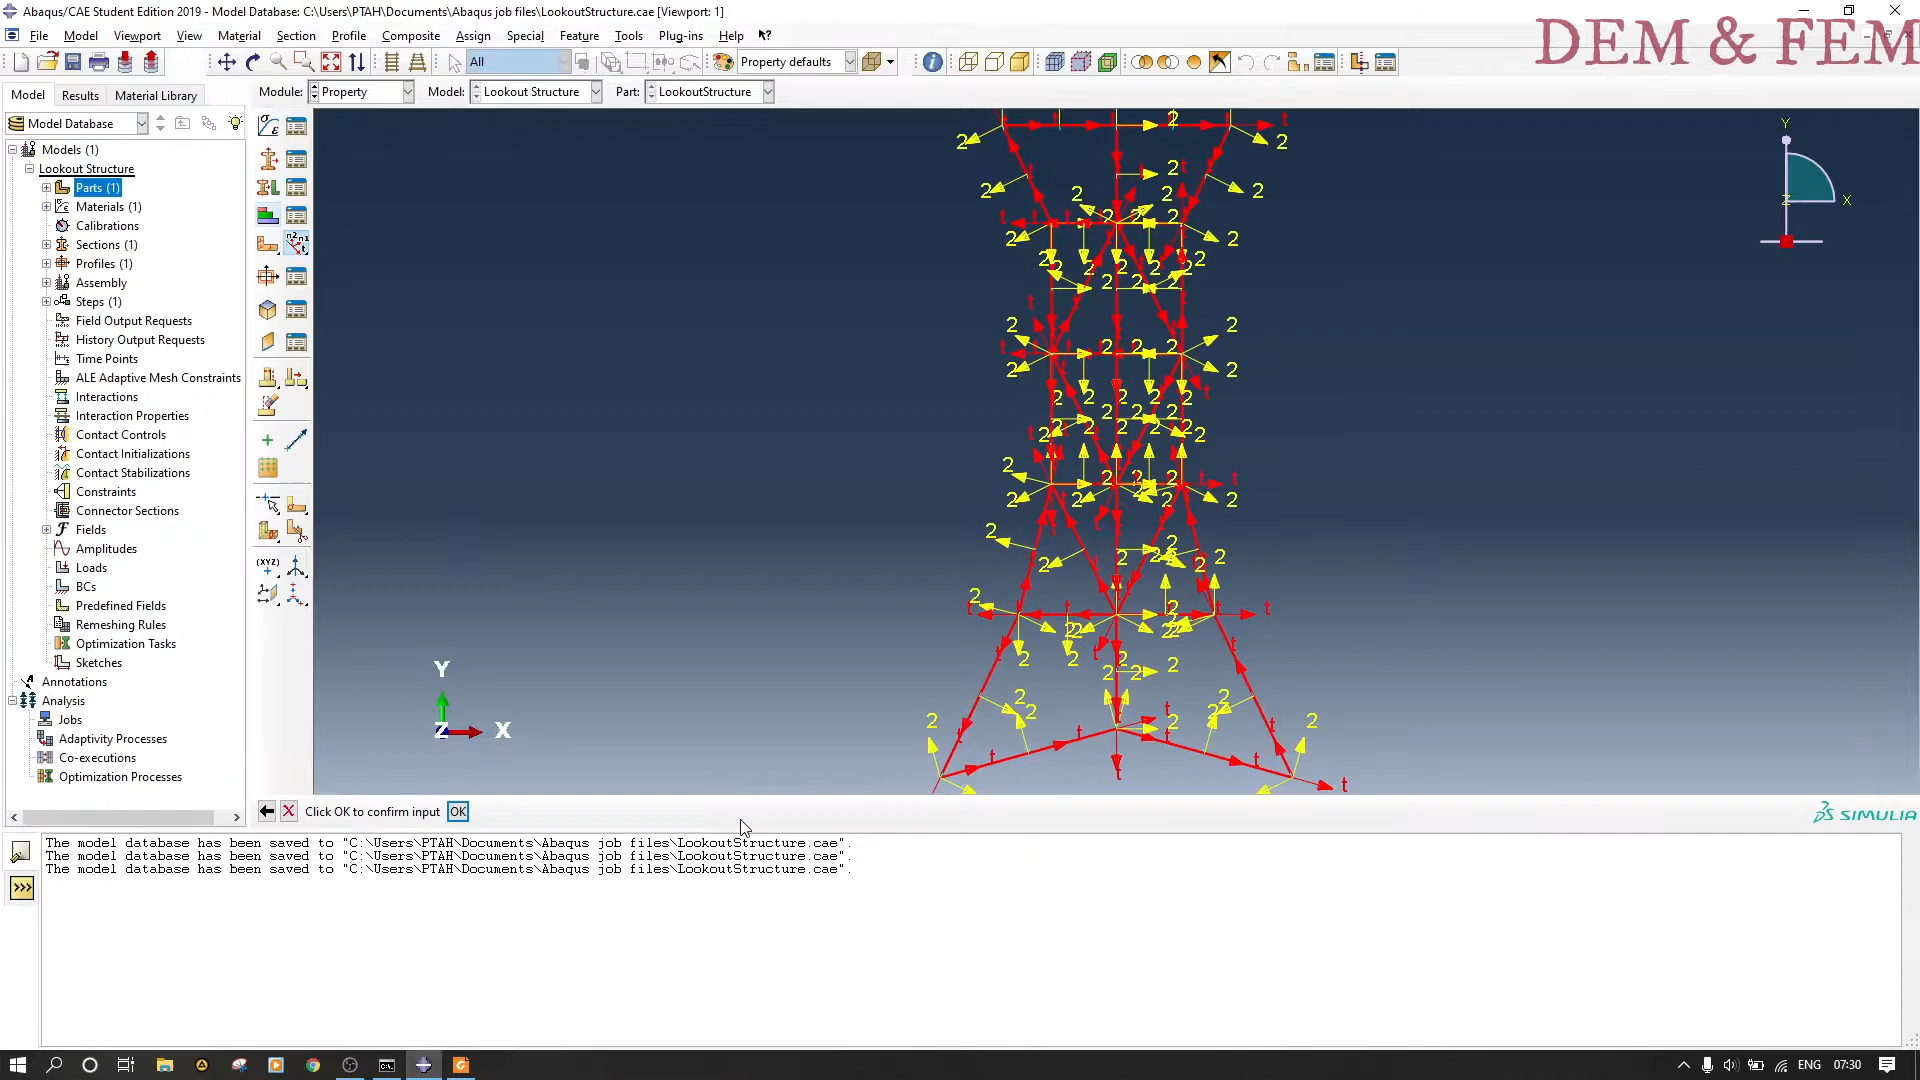 Abaqus/CAE Student Edition 2019 - Model Database: C:\Users\PTAH\Documents\Abaqus job files\LookoutStructure.cae [Viewport: 1]
File Model Viewport View Material Section Profile Composite Assign Special Feature Tools Plug-ins Help
DEM & FEM
All
Property defaults
Model Results Material Library
Module: Property Model: Lookout Structure Part: LookoutStructure
Model Database
Models (1)
Lookout Structure
Parts (1)
Materials (1)
Calibrations
Sections (1)
Profiles (1)
Assembly
Steps (1)
Field Output Requests
History Output Requests
Time Points
ALE Adaptive Mesh Constraints
Interactions
Interaction Properties
Contact Controls
Contact Initializations
Contact Stabilizations
Constraints
Connector Sections
Fields
Amplitudes
Loads
BCs
Predefined Fields
Remeshing Rules
Optimization Tasks
Sketches
Annotations
Analysis
Jobs
Adaptivity Processes
Co-executions
Optimization Processes
(XYZ)
Y
X
Z
Y
Z X
Click OK to confirm input OK
SIMULIA
The model database has been saved to "C:\Users\PTAH\Documents\Abaqus job files\LookoutStructure.cae".
The model database has been saved to "C:\Users\PTAH\Documents\Abaqus job files\LookoutStructure.cae".
The model database has been saved to "C:\Users\PTAH\Documents\Abaqus job files\LookoutStructure.cae".
>>>
ENG 07:30